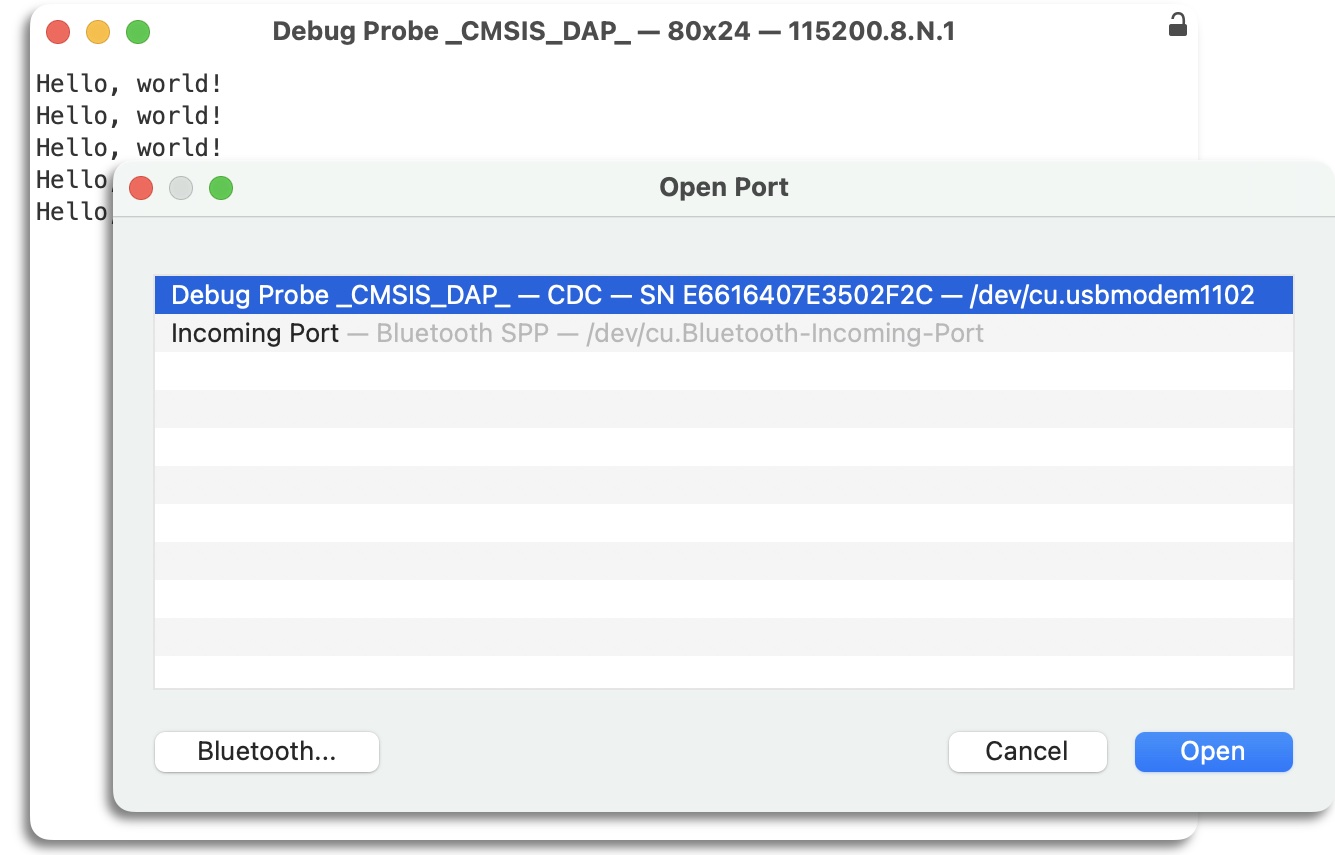 Debug Probe _CMSIS_DAP_ — 80x24 — 115200.8.N.1
Hello, world!
Hello, world!
Hello, world!
Hello,
Hello,
Open Port
Debug Probe _CMSIS_DAP_ — CDC — SN E6616407E3502F2C — /dev/cu.usbmodem1102
Incoming Port — Bluetooth SPP — /dev/cu.Bluetooth-Incoming-Port
Bluetooth...
Cancel
Open